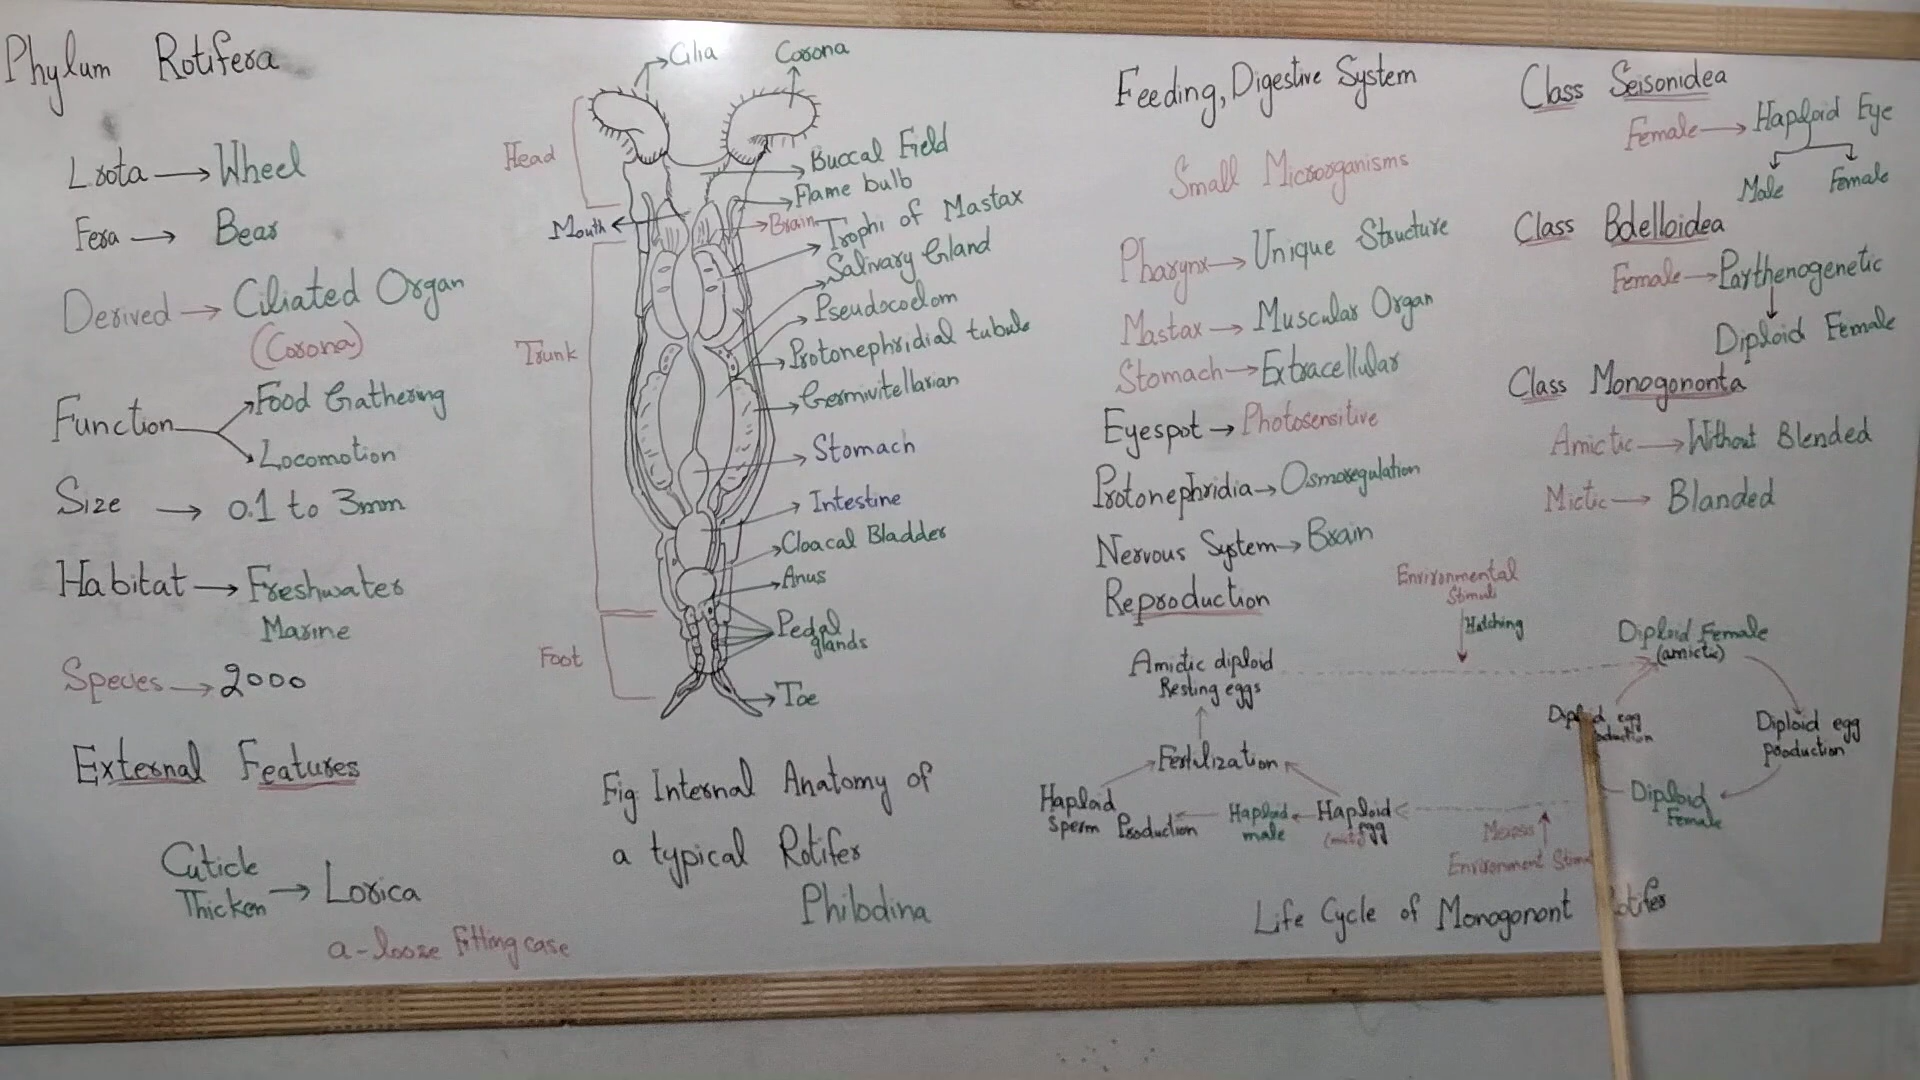 Phylum Rotifera
Lrota → Wheel
Fera → Bear
Derived → Ciliated Organ
(Corona)
Function
Food Gathering
Locomotion
Size → 0.1 to 3mm
Habitat → Freshwater
Marine
Species → 2000
External Features
Cuticle
Thicken → Lorica
a-looze Fitting case
Cilia
Corona
Head
Buccal Field
Flame bulb
Mouth
Brain
Trophi of Mastax
Salivary Gland
Pseudocoelom
Trunk
Protonephridial tubule
Germivitellarian
Stomach
Intestine
Cloacal Bladder
Anus
Pedal
glands
Foot
Toe
Fig Internal Anatomy of
a typical Rotifer
Philodina
Feeding, Digestive System
Small Microorganisms
Pharynx → Unique Structure
Mastax → Muscular Organ
Stomach → Extracellular
Eyespot → Photosensitive
Protonephridia → Osmoregulation
Nervous System → Brain
Reproduction
Class Seisonidea
Female → Haploid Eye
Male
Female
Class Bdelloidea
Female → Parthenogenetic
Diploid Female
Class Monogononta
Amictic → Without Blended
Mictic → Blanded
Environmental
Stimuli
Hatching
Amictic diploid
Resting eggs
Diploid Female
(amictic)
egg
Diploid egg
production
Fertilization
Haploid
Sperm Production
Haploid
male
Haploid
egg
Diploid
Female
Environment
Life Cycle of Monogonont